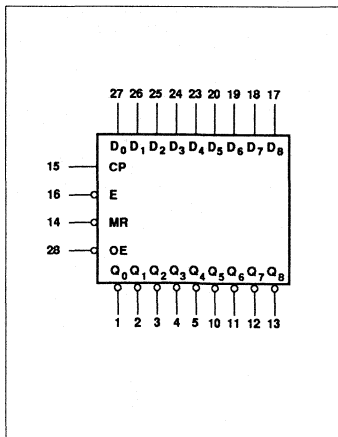 27 26 25 24 23 20 19 18 17
D0 D1 D2 D3 D4 D5 D6 D7 D8
15 CP
16 E
14 MR
28 OE
Q0 Q1 Q2 Q3 Q4 Q5 Q6 Q7 Q8
1 2 3 4 5 10 11 12 13